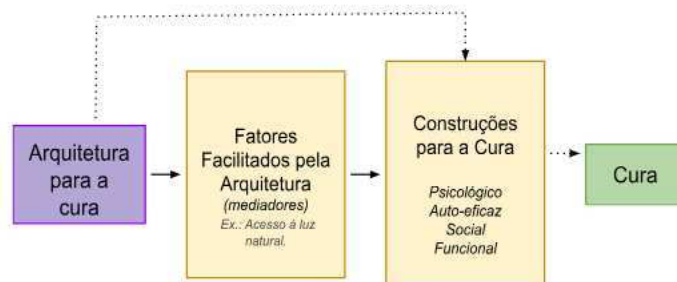 Arquitetura
para a
cura
Fatores
Facilitados pela
Arquitetura
(mediadores)
Ex.: Acesso à luz
natural.
Construções
para a Cura
Psicológico
Auto-eficaz
Social
Funcional
Cura